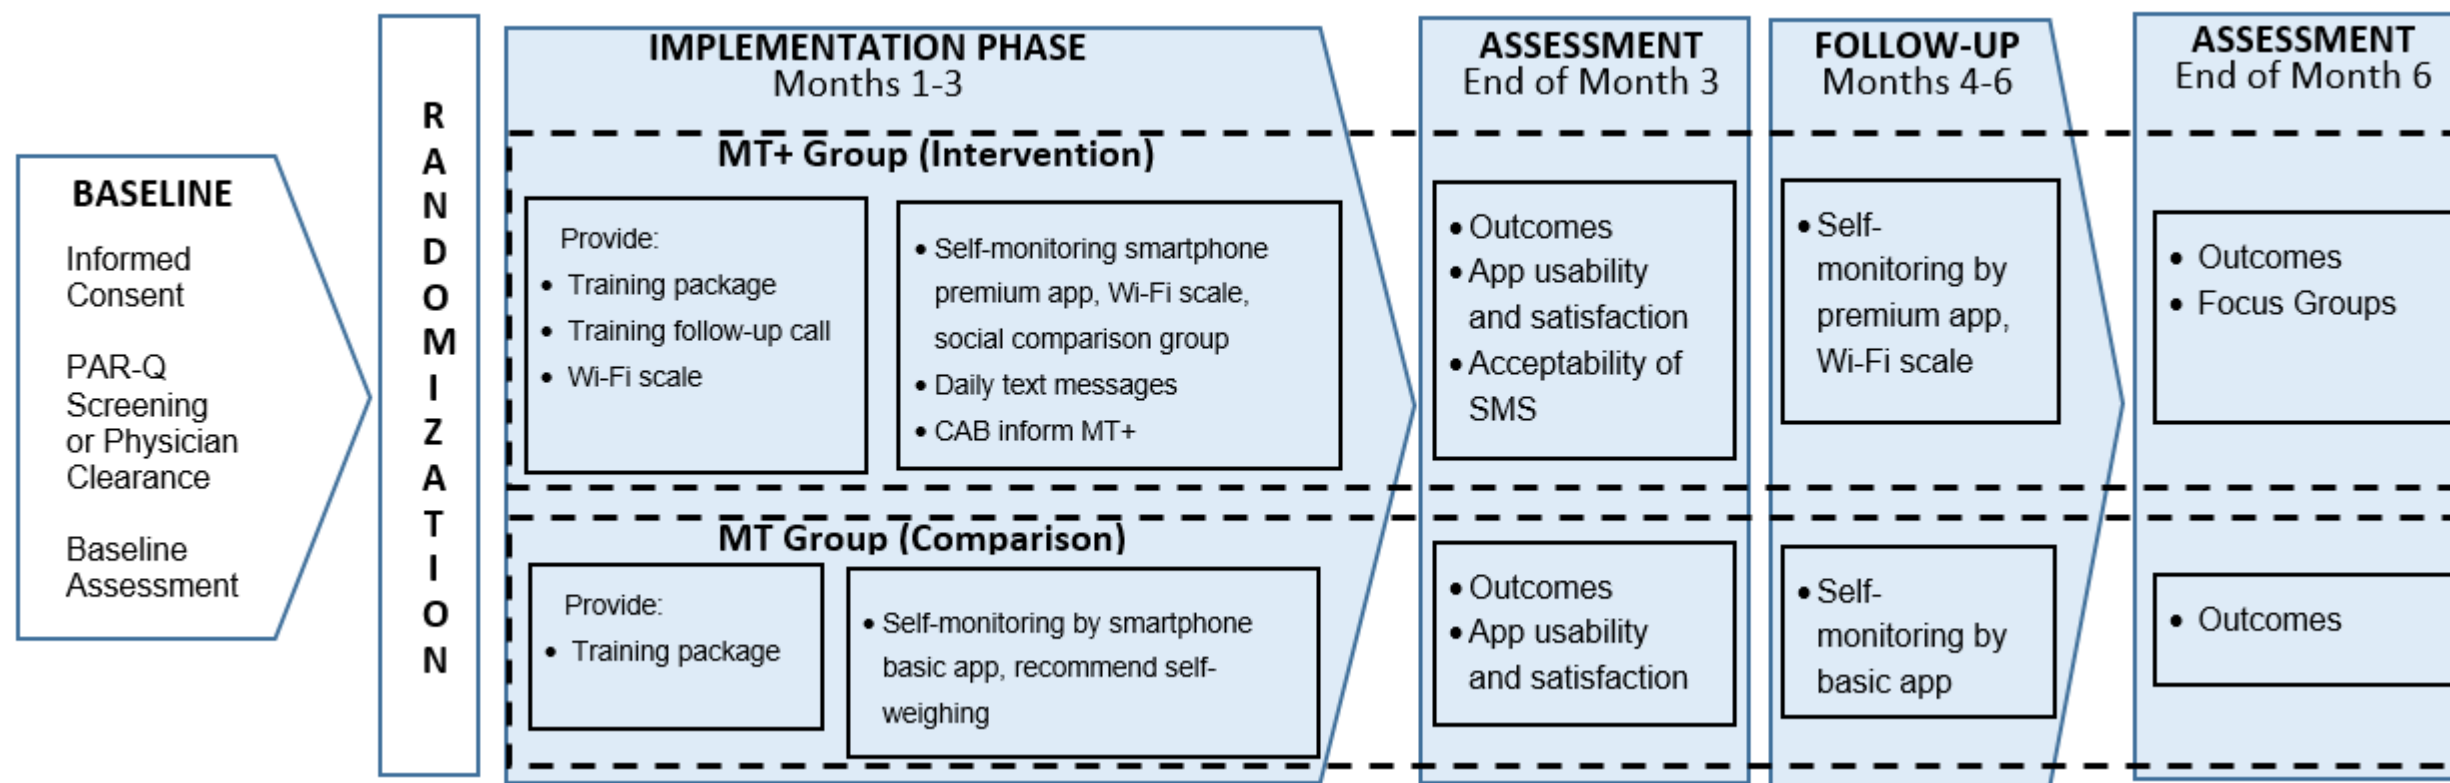 BASELINE
Informed
Consent
PAR-Q
Screening
or Physician
Clearance
Baseline
Assessment
RANDOMIZATION
IMPLEMENTATION PHASE
Months 1-3
MT+ Group (Intervention)
Provide:
• Training package
• Training follow-up call
• Wi-Fi scale
• Self-monitoring smartphone
premium app, Wi-Fi scale,
social comparison group
• Daily text messages
• CAB inform MT+
MT Group (Comparison)
Provide:
• Training package
• Self-monitoring by smartphone
basic app, recommend self-
weighing
ASSESSMENT
End of Month 3
• Outcomes
• App usability
and satisfaction
• Acceptability of
SMS
• Outcomes
• App usability
and satisfaction
FOLLOW-UP
Months 4-6
• Self-
monitoring by
premium app,
Wi-Fi scale
• Self-
monitoring by
basic app
ASSESSMENT
End of Month 6
• Outcomes
• Focus Groups
• Outcomes